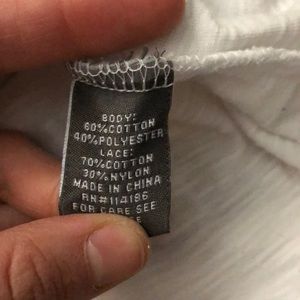 BODY:
60%COTTON
40%POLYESTER
LACE:
70%COTTON
30%NYLON
MADE IN CHINA
RN#114186
FOR CARE SEE